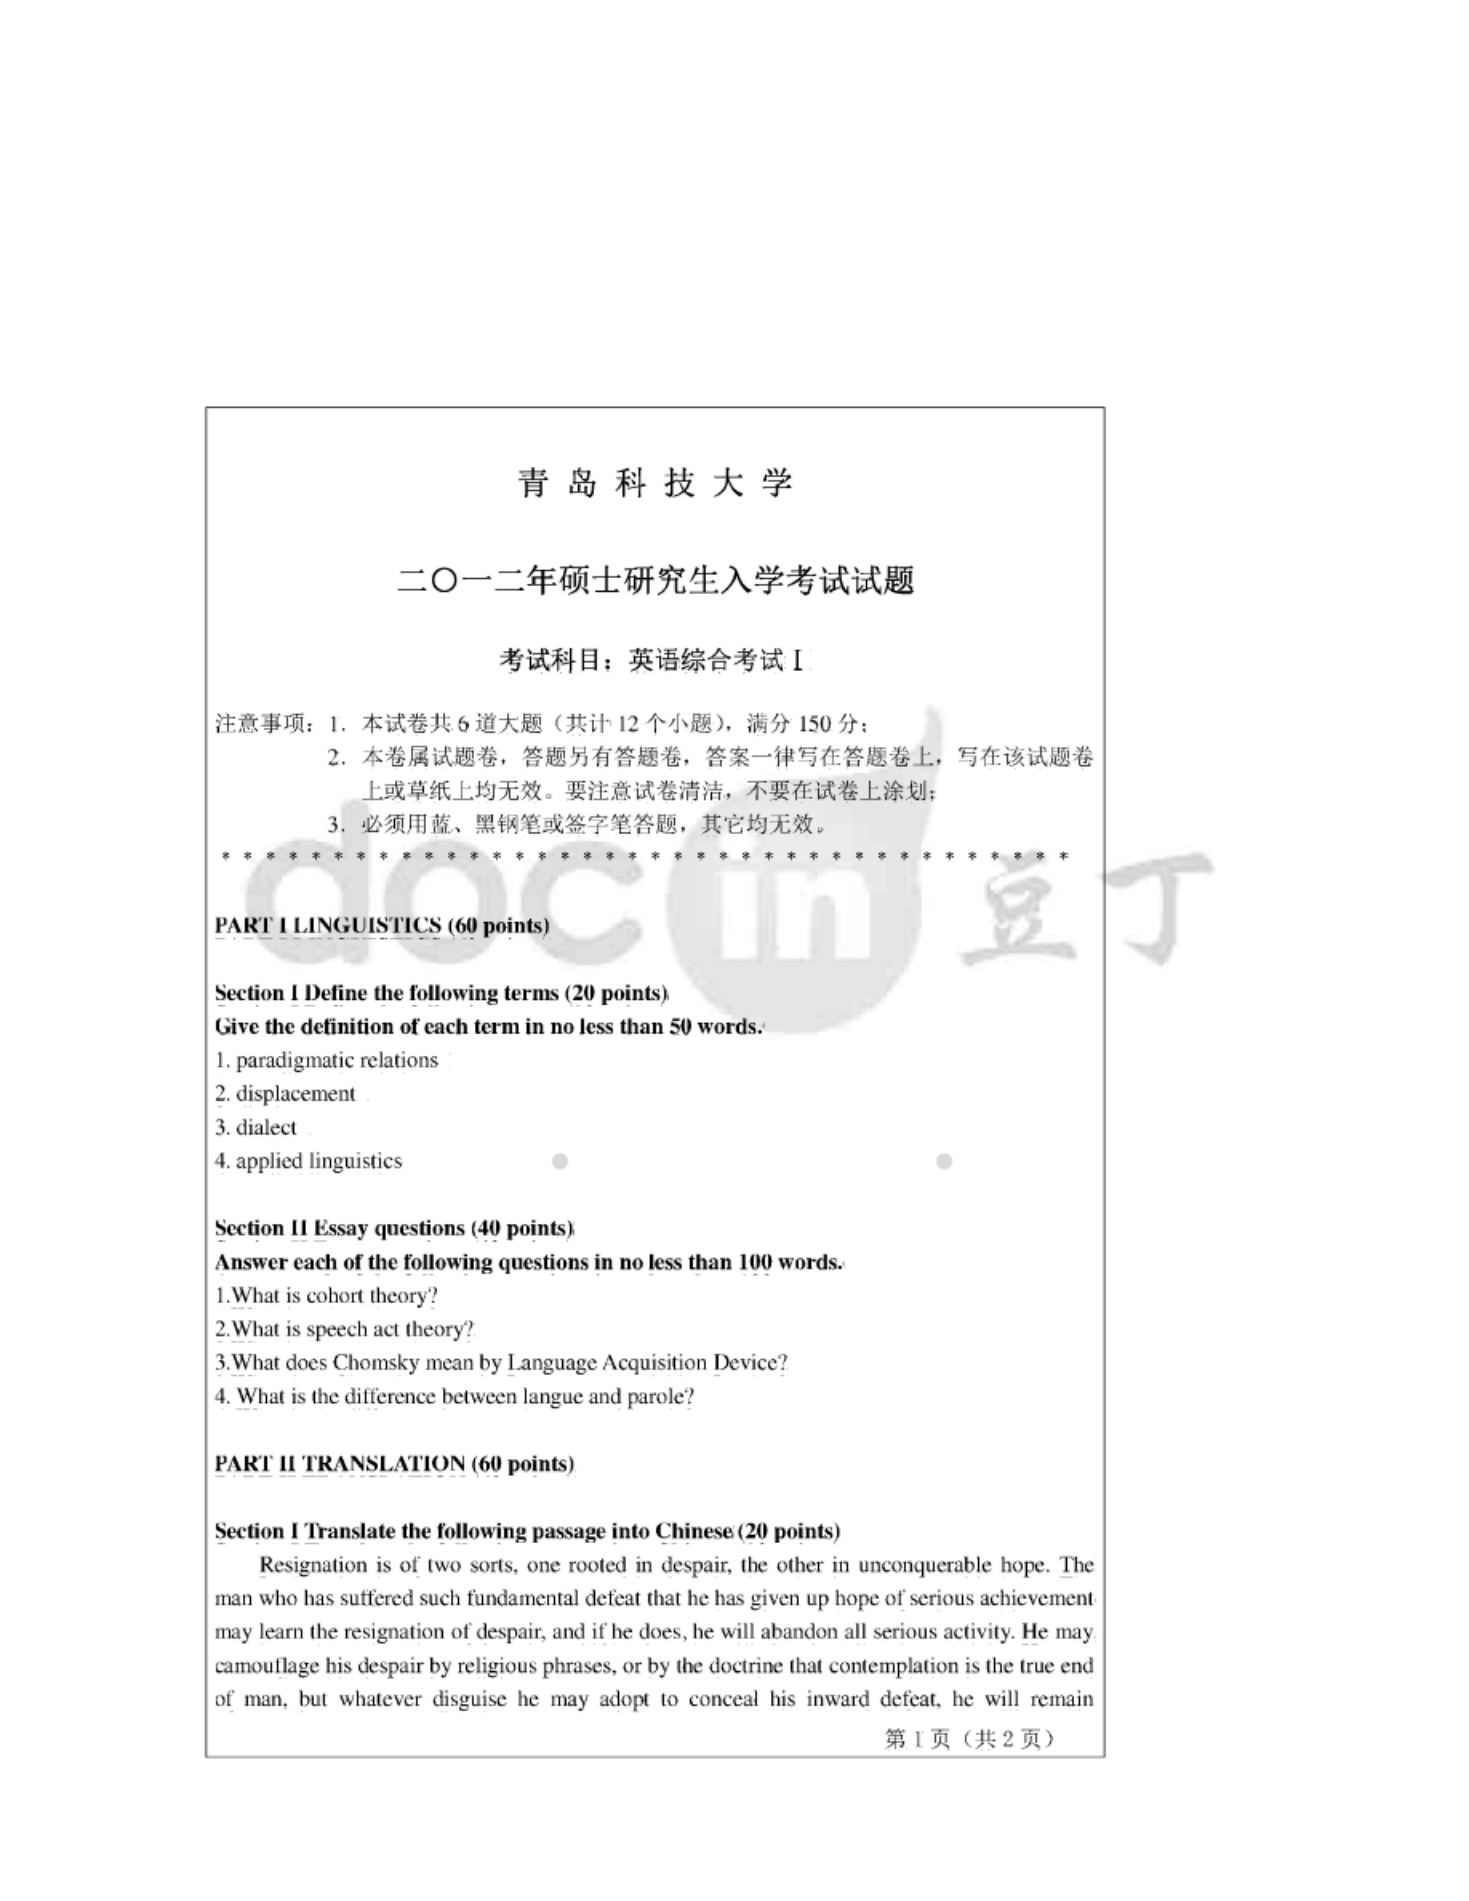 青岛科技大学
二〇一二年硕士研究生入学考试试题
考试科目：英语综合考试 I
注意事项：1．本试卷共 6 道大题（共计 12 个小题），满分 150 分；
2．本卷属试题卷，答题另有答题卷，答案一律写在答题卷上，写在该试题卷
上或草纸上均无效。要注意试卷清洁，不要在试卷上涂划；
3．必须用蓝、黑钢笔或签字笔答题，其它均无效。
* * * * * * * * * * * * * * * * * * * * * * * * * * * * * * * * * * * * * *
docin 豆丁
PART I LINGUISTICS (60 points)
Section I Define the following terms (20 points)
Give the definition of each term in no less than 50 words.
1. paradigmatic relations
2. displacement
3. dialect
4. applied linguistics
Section II Essay questions (40 points)
Answer each of the following questions in no less than 100 words.
1.What is cohort theory?
2.What is speech act theory?
3.What does Chomsky mean by Language Acquisition Device?
4. What is the difference between langue and parole?
PART II TRANSLATION (60 points)
Section I Translate the following passage into Chinese (20 points)
Resignation is of two sorts, one rooted in despair, the other in unconquerable hope. The
man who has suffered such fundamental defeat that he has given up hope of serious achievement
may learn the resignation of despair, and if he does, he will abandon all serious activity. He may
camouflage his despair by religious phrases, or by the doctrine that contemplation is the true end
of man, but whatever disguise he may adopt to conceal his inward defeat, he will remain
第 1 页（共 2 页）